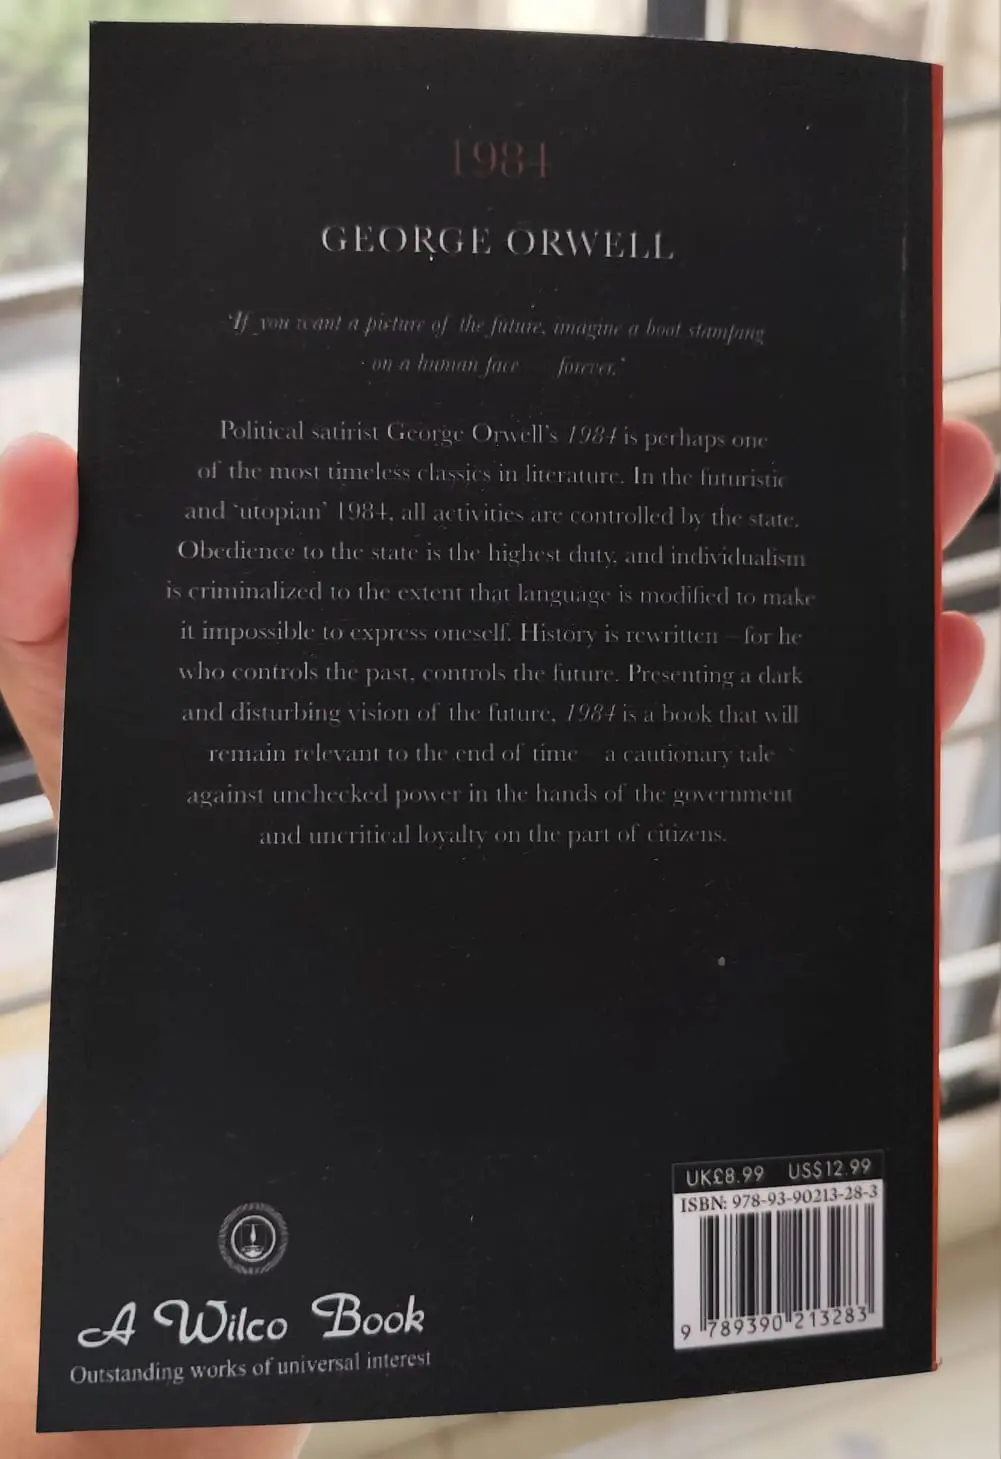 1984
GEORGE ORWELL
'If you want a picture of the future, imagine a boot stamping
on a human face — forever.'
Political satirist George Orwell's 1984 is perhaps one
of the most timeless classics in literature. In the futuristic
and 'utopian' 1984, all activities are controlled by the state.
Obedience to the state is the highest duty, and individualism
is criminalized to the extent that language is modified to make
it impossible to express oneself. History is rewritten – for he
who controls the past, controls the future. Presenting a dark
and disturbing vision of the future, 1984 is a book that will
remain relevant to the end of time – a cautionary tale
against unchecked power in the hands of the government
and uncritical loyalty on the part of citizens.
UK£8.99 US$12.99
ISBN: 978-93-90213-28-3
9 789390 213283
A Wilco Book
Outstanding works of universal interest